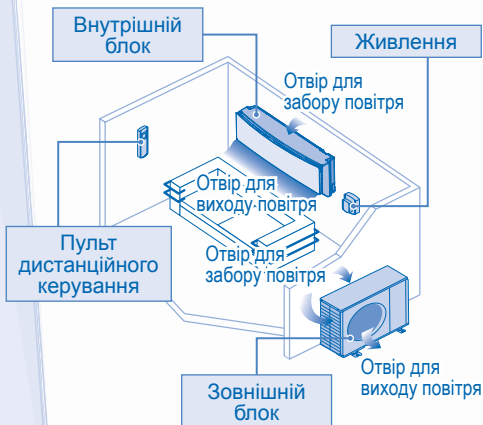 Внутрішній
блок
Живлення
Отвір для
забору повітря
Отвір для
виходу повітря
Пульт
дистанційного
керування
Отвір для
забору повітря
Отвір для
виходу повітря
Зовнішній
блок